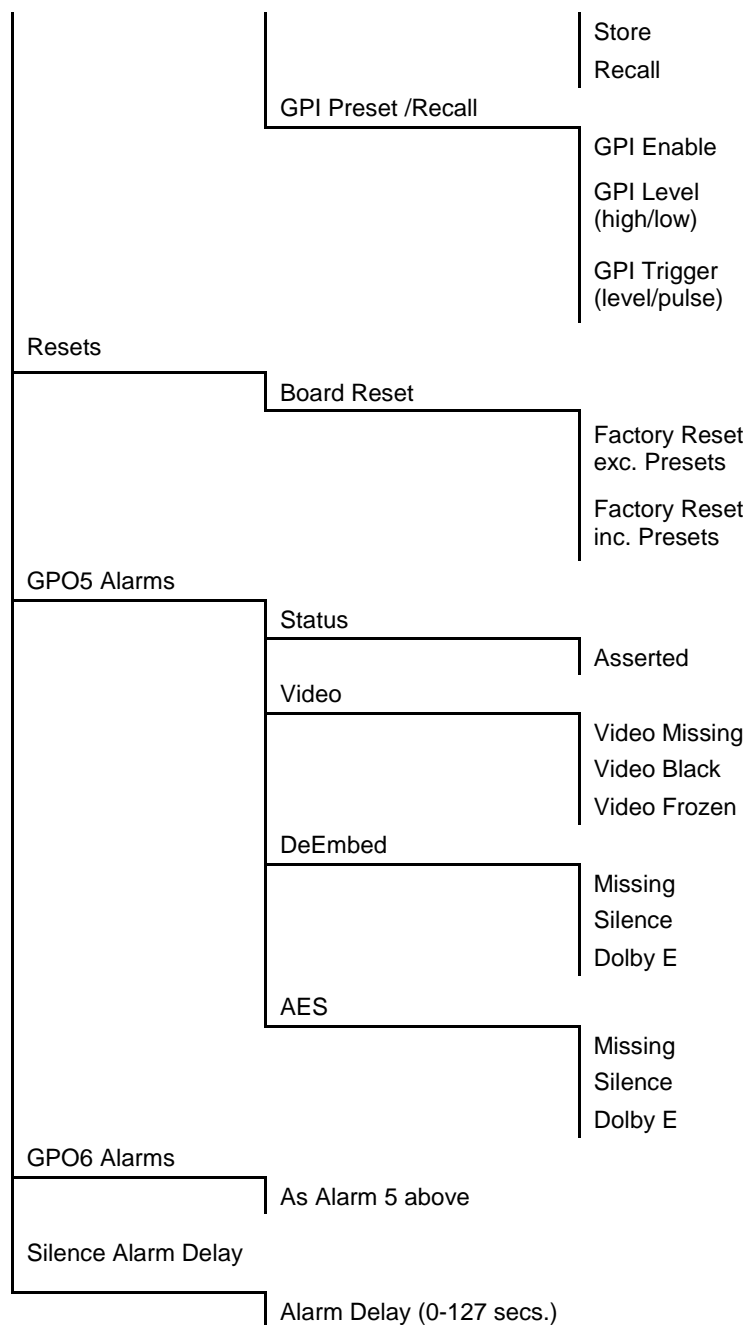 Store
Recall
GPI Preset /Recall
GPI Enable
GPI Level
(high/low)
GPI Trigger
(level/pulse)
Resets
Board Reset
Factory Reset
exc. Presets
Factory Reset
inc. Presets
GPO5 Alarms
Status
Asserted
Video
Video Missing
Video Black
Video Frozen
DeEmbed
Missing
Silence
Dolby E
AES
Missing
Silence
Dolby E
GPO6 Alarms
As Alarm 5 above
Silence Alarm Delay
Alarm Delay (0-127 secs.)